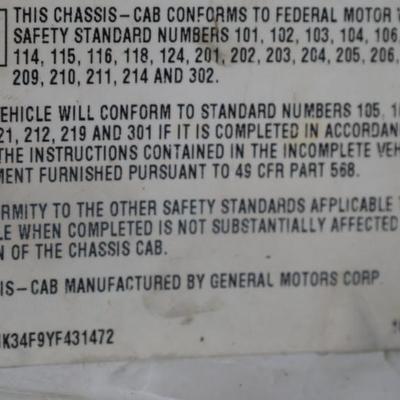 THIS CHASSIS-CAB CONFORMS TO FEDERAL MOTOR
SAFETY STANDARD NUMBERS 101, 102, 103, 104, 106
114, 115, 116, 118, 124, 201, 202, 203, 204, 205, 206,
209, 210, 211, 214 AND 302.
EHICLE WILL CONFORM TO STANDARD NUMBERS 105, 1
21, 212, 219 AND 301 IF IT IS COMPLETED IN ACCORDAN
THE INSTRUCTIONS CONTAINED IN THE INCOMPLETE VEH
MENT FURNISHED PURSUANT TO 49 CFR PART 568.
ORMITY TO THE OTHER SAFETY STANDARDS APPLICABLE
LE WHEN COMPLETED IS NOT SUBSTANTIALLY AFFECTED
N OF THE CHASSIS CAB.
IS-CAB MANUFACTURED BY GENERAL MOTORS CORP.
K34F9YF431472